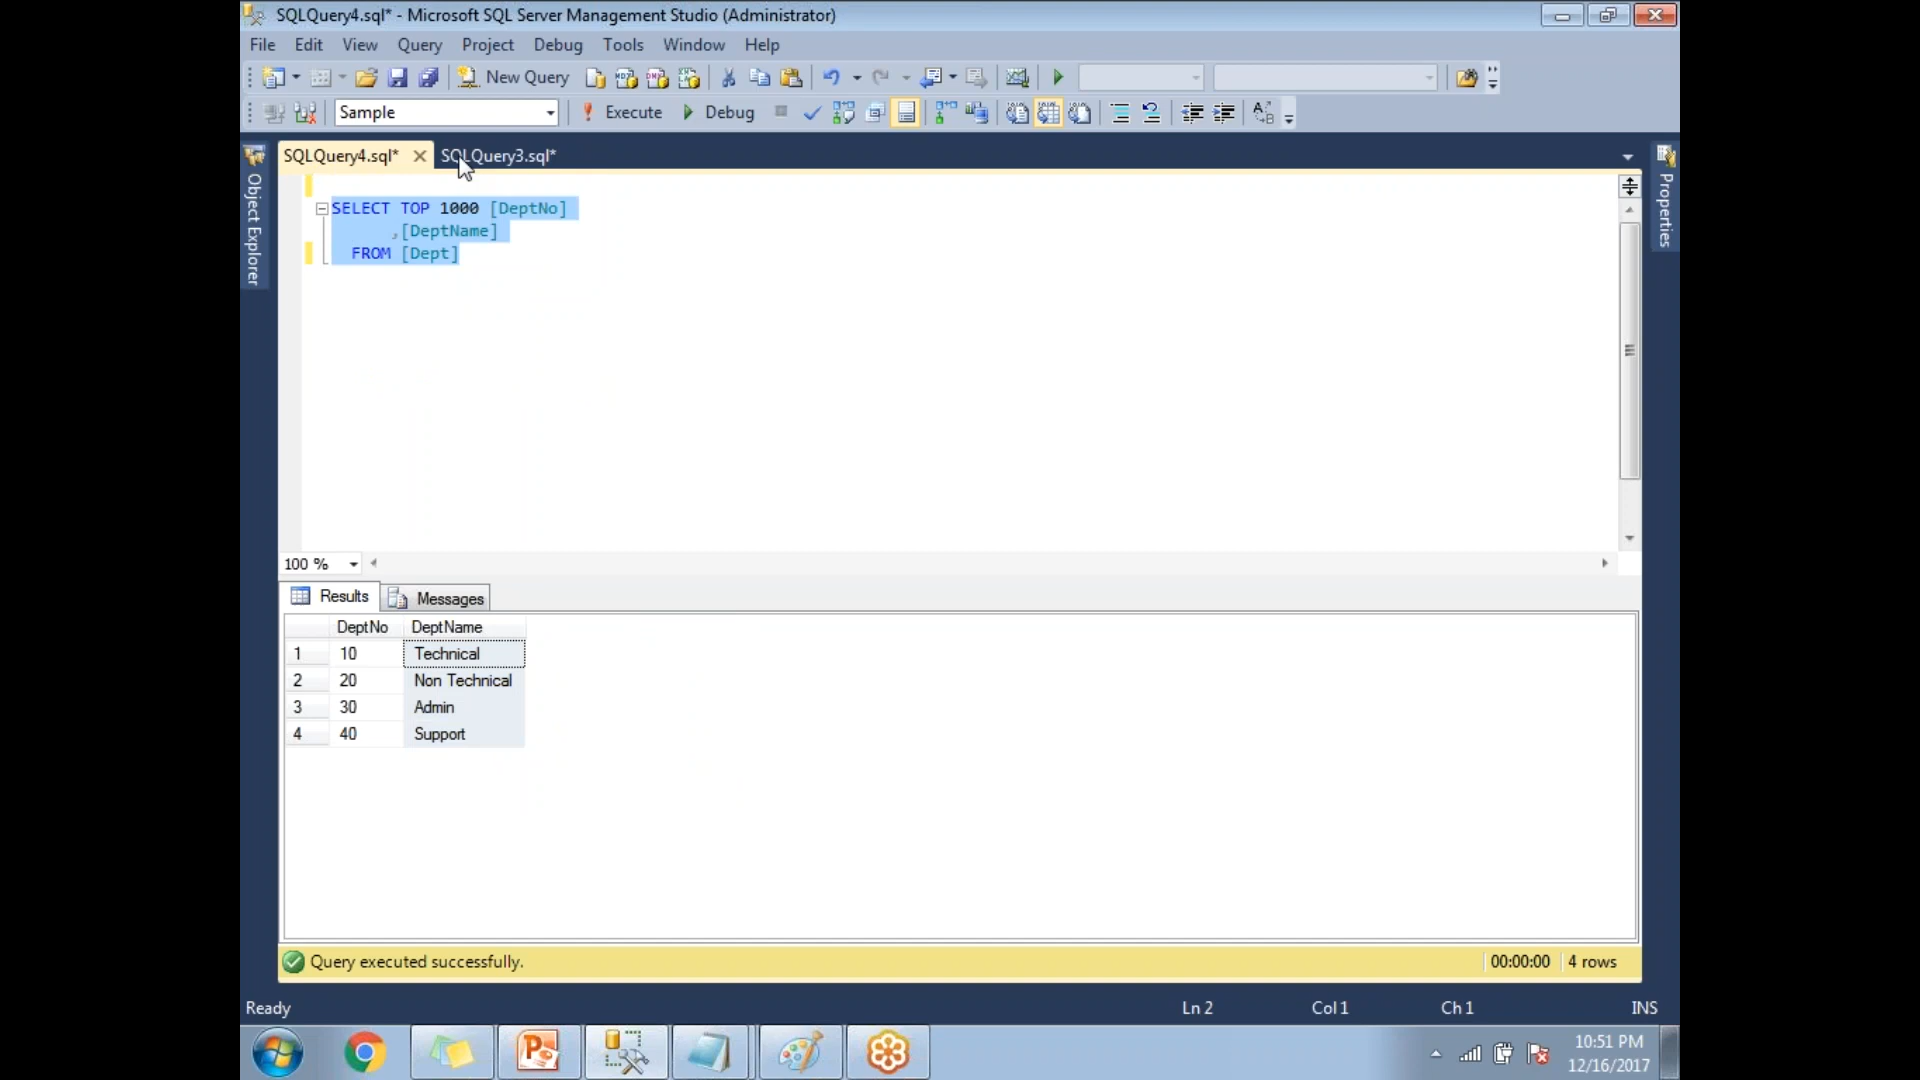 SQLQuery4.sql* - Microsoft SQL Server Management Studio (Administrator)
File Edit View Query Project Debug Tools Window Help
New Query
Sample Execute Debug
SQLQuery4.sql* SQLQuery3.sql*
Object Explorer
Properties
SELECT TOP 1000 [DeptNo]
,[DeptName]
FROM [Dept]
100 %
Results Messages
DeptNo DeptName
1 10 Technical
2 20 Non Technical
3 30 Admin
4 40 Support
Query executed successfully. 00:00:00 4 rows
Ready Ln 2 Col 1 Ch 1 INS
10:51 PM
12/16/2017